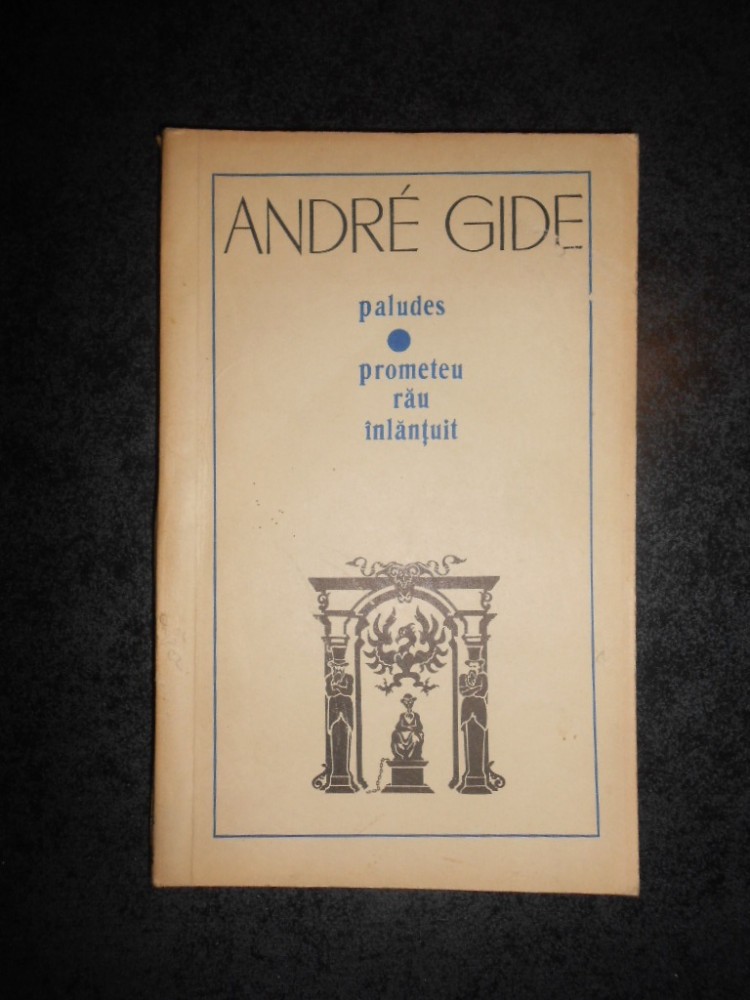 ANDRÉ GIDE
paludes
prometeu
rău
înlănţuit